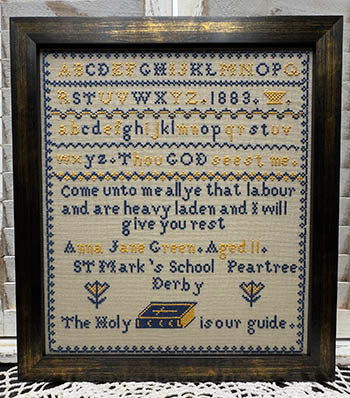 ABCDEFGHIJKLMNOPQ
RSTUVWXYZ. 1883.
abcdefghijklmnopqrstuv
wxyz. Thou GOD seest me.
Come unto me all ye that labour
and are heavy laden and I will
give you rest
Anna Jane Green. Aged 11.
ST Mark's School Peartree
Derby
The Holy is our guide.